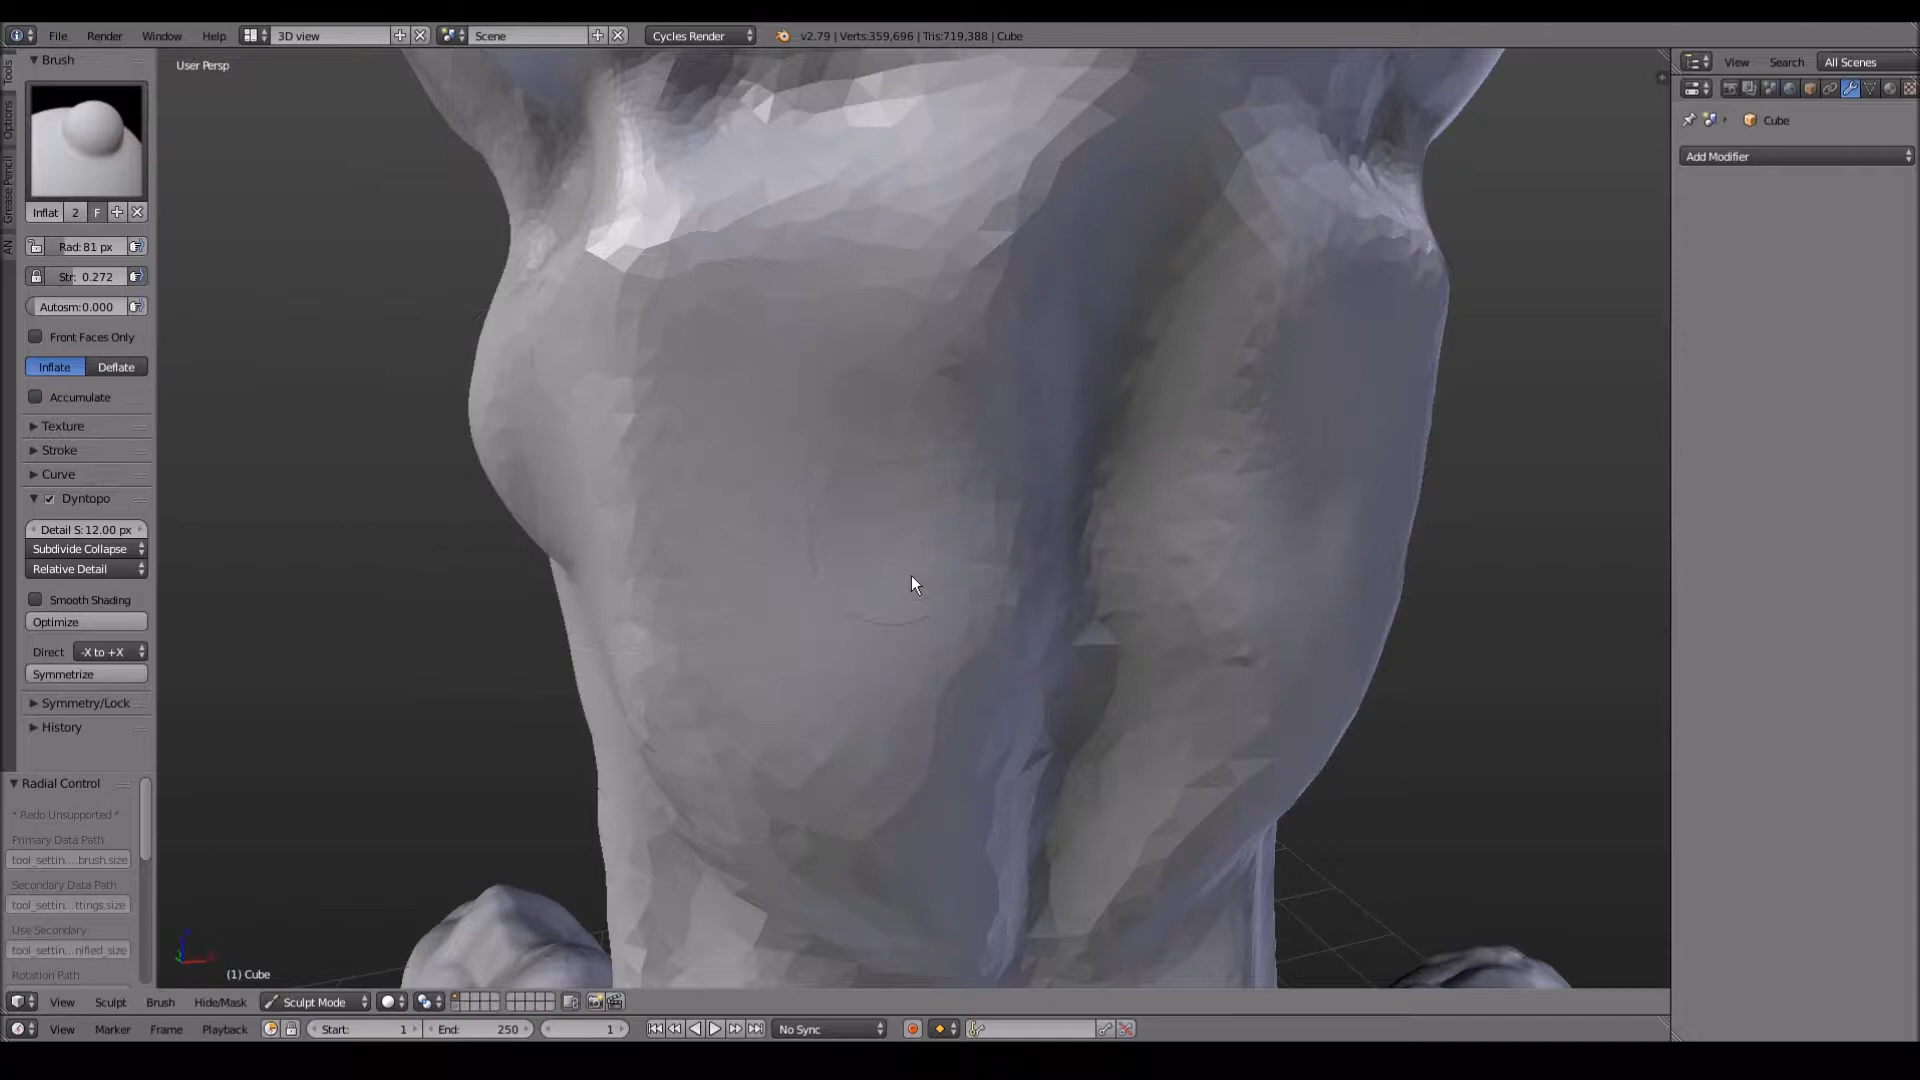 File Render Window Help 3D view Scene Cycles Render v2.79 | Verts:359,696 | Tris:719,388 | Cube
View Search All Scenes
Brush
User Persp
Tools
Options
Grease Pencil
AN
Cube
Add Modifier
Inflat 2 F
Rad: 81 px
Str: 0.272
Autosm:0.000
Front Faces Only
Inflate Deflate
Accumulate
Texture
Stroke
Curve
Dyntopo
Detail S: 12.00 px
Subdivide Collapse
Relative Detail
Smooth Shading
Optimize
Direct -X to +X
Symmetrize
Symmetry/Lock
History
Radial Control
* Redo Unsupported *
Primary Data Path
tool_settin....brush.size
Secondary Data Path
tool_settin...ttings.size
Use Secondary
tool_settin...nified_size
Rotation Path
(1) Cube
View Sculpt Brush Hide/Mask Sculpt Mode
View Marker Frame Playback Start: 1 End: 250 1 No Sync